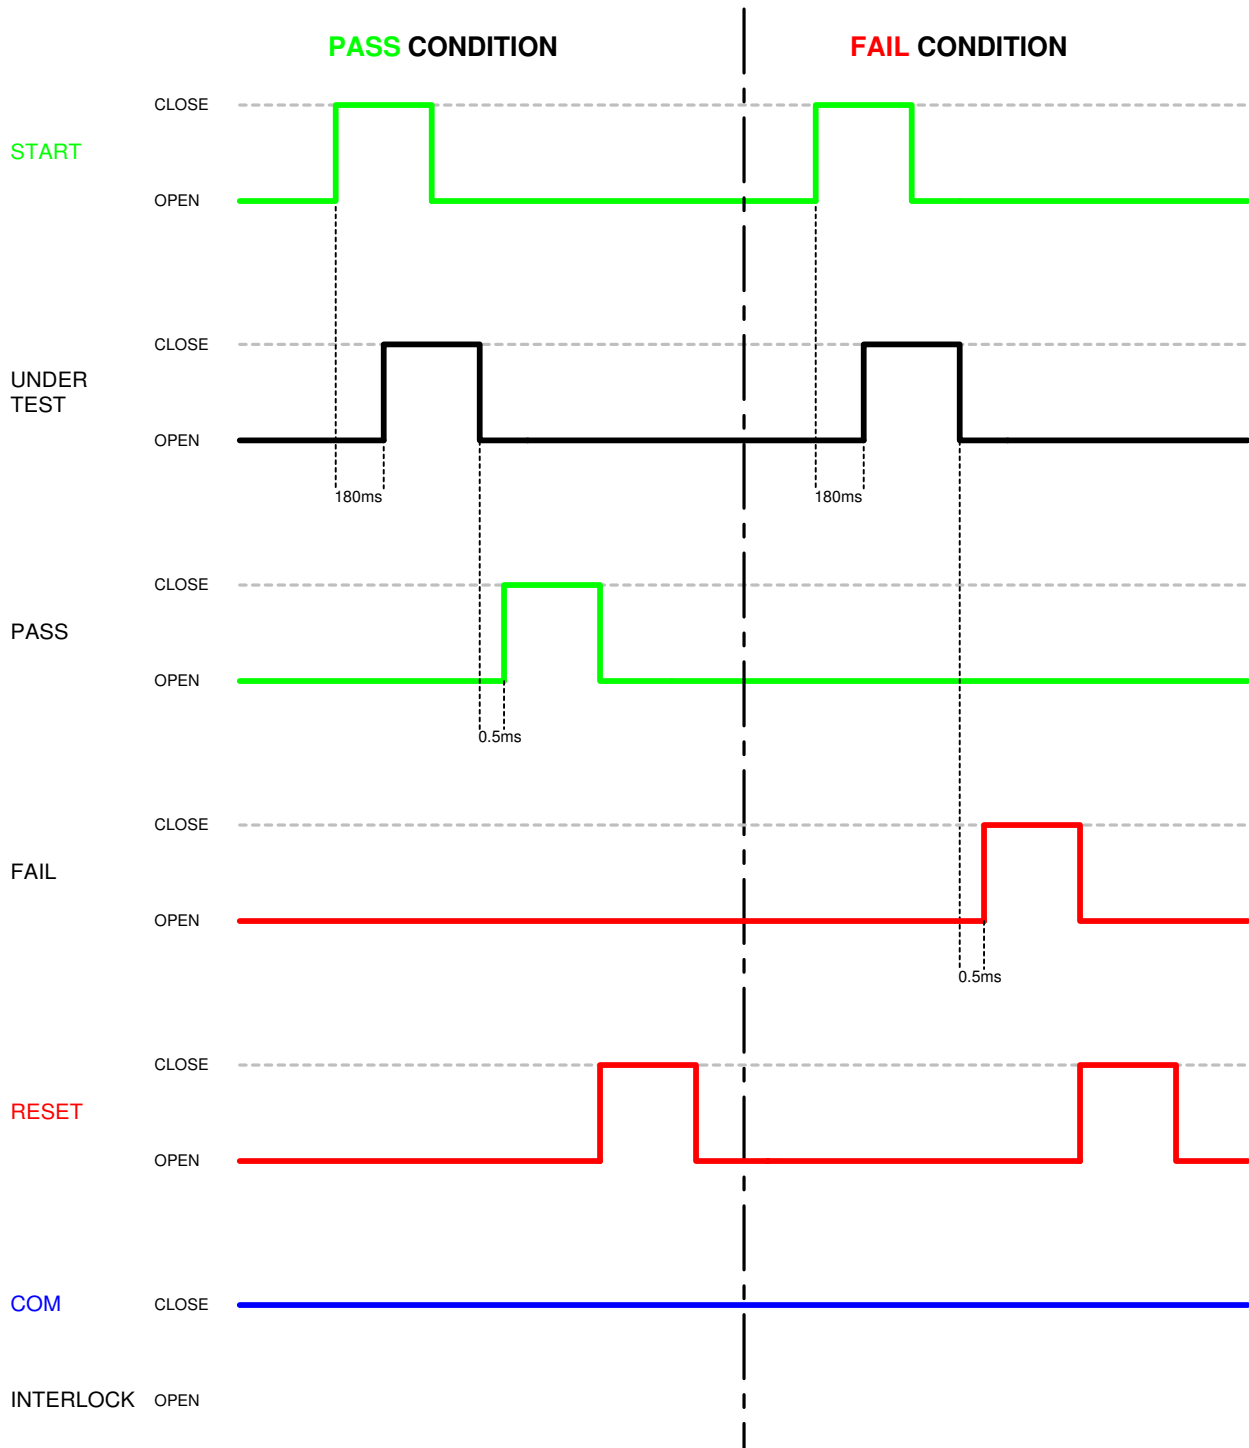 PASS CONDITION
FAIL CONDITION
CLOSE
START
OPEN
CLOSE
UNDER
TEST
OPEN
180ms
180ms
CLOSE
PASS
OPEN
0.5ms
CLOSE
FAIL
OPEN
0.5ms
CLOSE
RESET
OPEN
COM
CLOSE
INTERLOCK
OPEN